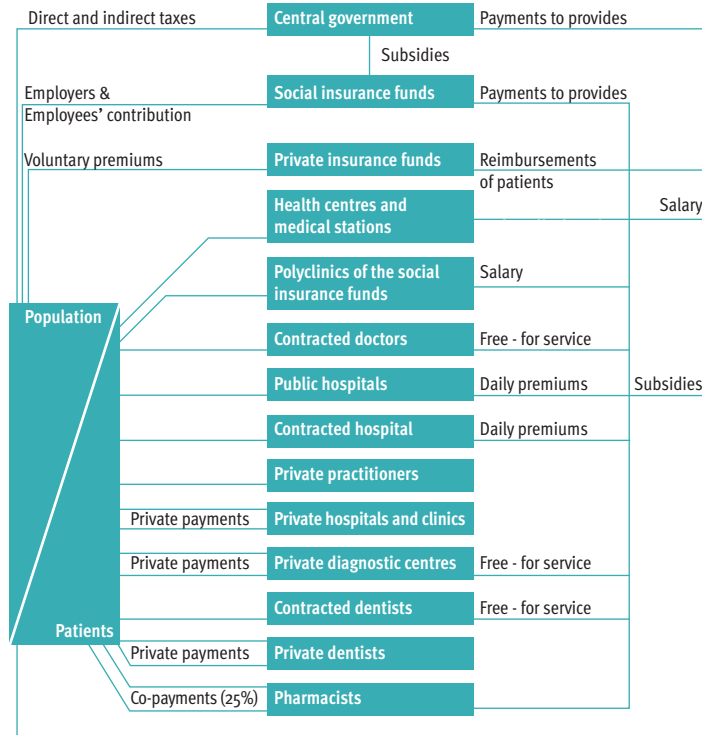 Direct and indirect taxes
Central government
Payments to provides
Subsidies
Employers &
Employees' contribution
Social insurance funds
Payments to provides
Voluntary premiums
Private insurance funds
Reimbursements
of patients
Health centres and
medical stations
Salary
Polyclinics of the social
insurance funds
Salary
Population
Contracted doctors
Free - for service
Public hospitals
Daily premiums
Subsidies
Contracted hospital
Daily premiums
Private practitioners
Private payments
Private hospitals and clinics
Private payments
Private diagnostic centres
Free - for service
Contracted dentists
Free - for service
Patients
Private payments
Private dentists
Co-payments (25%)
Pharmacists